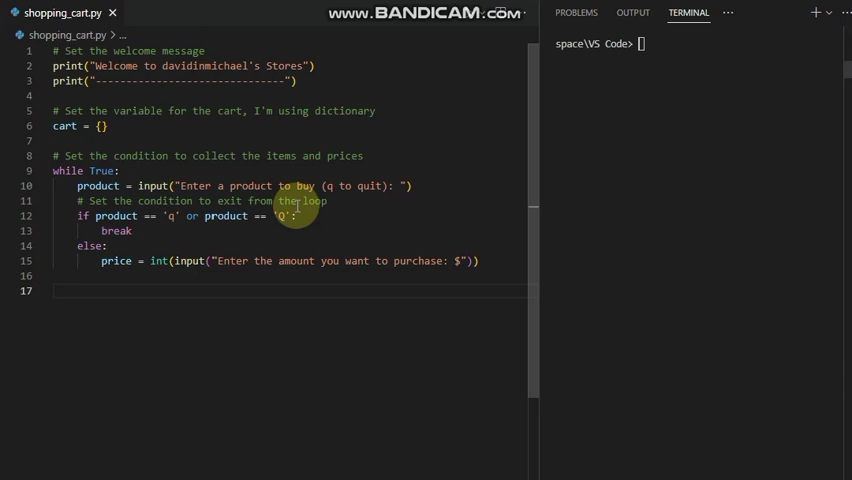 shopping_cart.py
www.BANDICAM.com
PROBLEMS OUTPUT TERMINAL
shopping_cart.py > ...
space\VS Code>
1 # Set the welcome message
2 print("Welcome to davidinmichael's Stores")
3 print("-------------------------------")
4
5 # Set the variable for the cart, I'm using dictionary
6 cart = {}
7
8 # Set the condition to collect the items and prices
9 while True:
10 product = input("Enter a product to buy (q to quit): ")
11 # Set the condition to exit from the loop
12 if product == 'q' or product == 'Q':
13 break
14 else:
15 price = int(input("Enter the amount you want to purchase: $"))
16
17